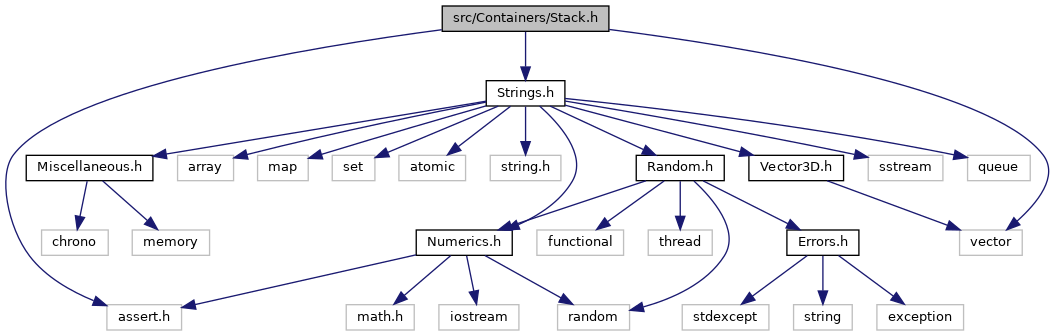 src/Containers/Stack.h
Strings.h
Miscellaneous.h
array
map
set
atomic
string.h
Random.h
Vector3D.h
sstream
queue
chrono
memory
Numerics.h
functional
thread
Errors.h
vector
assert.h
math.h
iostream
random
stdexcept
string
exception